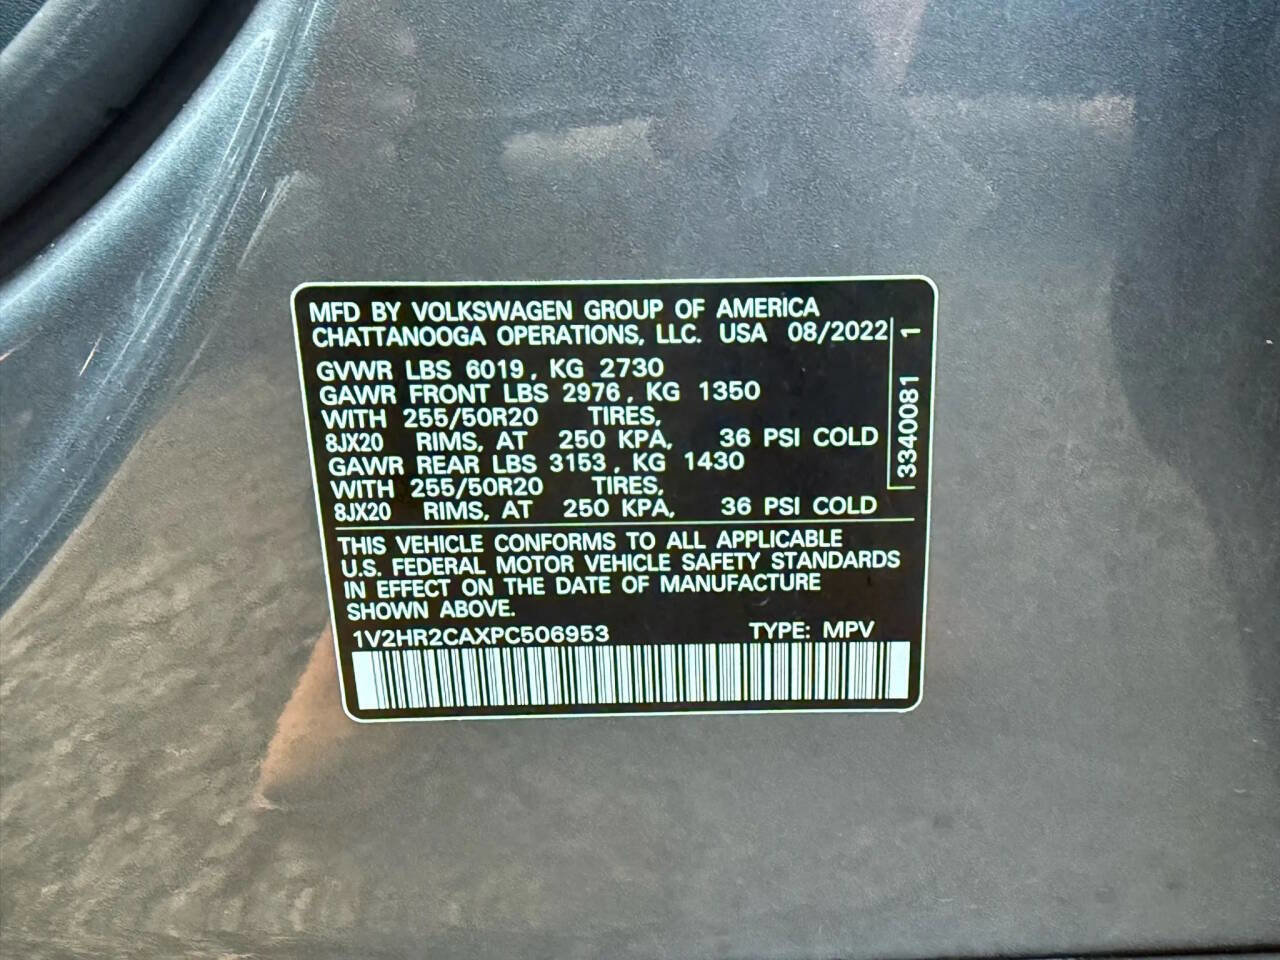 MFD BY VOLKSWAGEN GROUP OF AMERICA
CHATTANOOGA OPERATIONS, LLC. USA 08/2022
GVWR LBS 6019, KG 2730
GAWR FRONT LBS 2976, KG 1350
WITH 255/50R20 TIRES,
8JX20 RIMS, AT 250 KPA, 36 PSI COLD
GAWR REAR LBS 3153, KG 1430
WITH 255/50R20 TIRES,
8JX20 RIMS, AT 250 KPA, 36 PSI COLD
3340081 1
THIS VEHICLE CONFORMS TO ALL APPLICABLE
U.S. FEDERAL MOTOR VEHICLE SAFETY STANDARDS
IN EFFECT ON THE DATE OF MANUFACTURE
SHOWN ABOVE.
1V2HR2CAXPC506953 TYPE: MPV